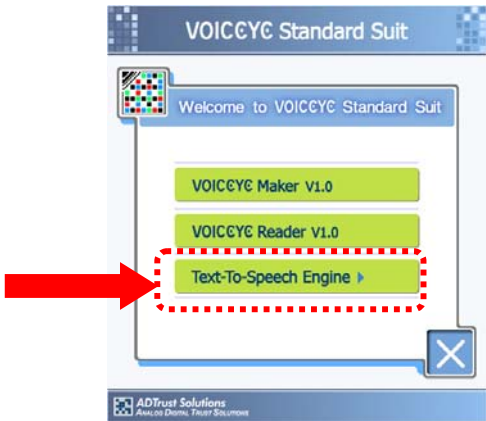 VOICEYE Standard Suit
Welcome to VOICEYE Standard Suit
VOICEYE Maker V1.0
VOICEYE Reader V1.0
Text-To-Speech Engine
ADTrust Solutions
ANALOG DIGITAL TRUST SOLUTIONS